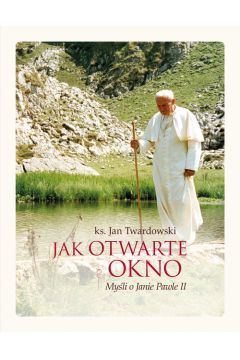 ks. Jan Twardowski
JAK OTWARTE
OKNO
Myśli o Janie Pawle II